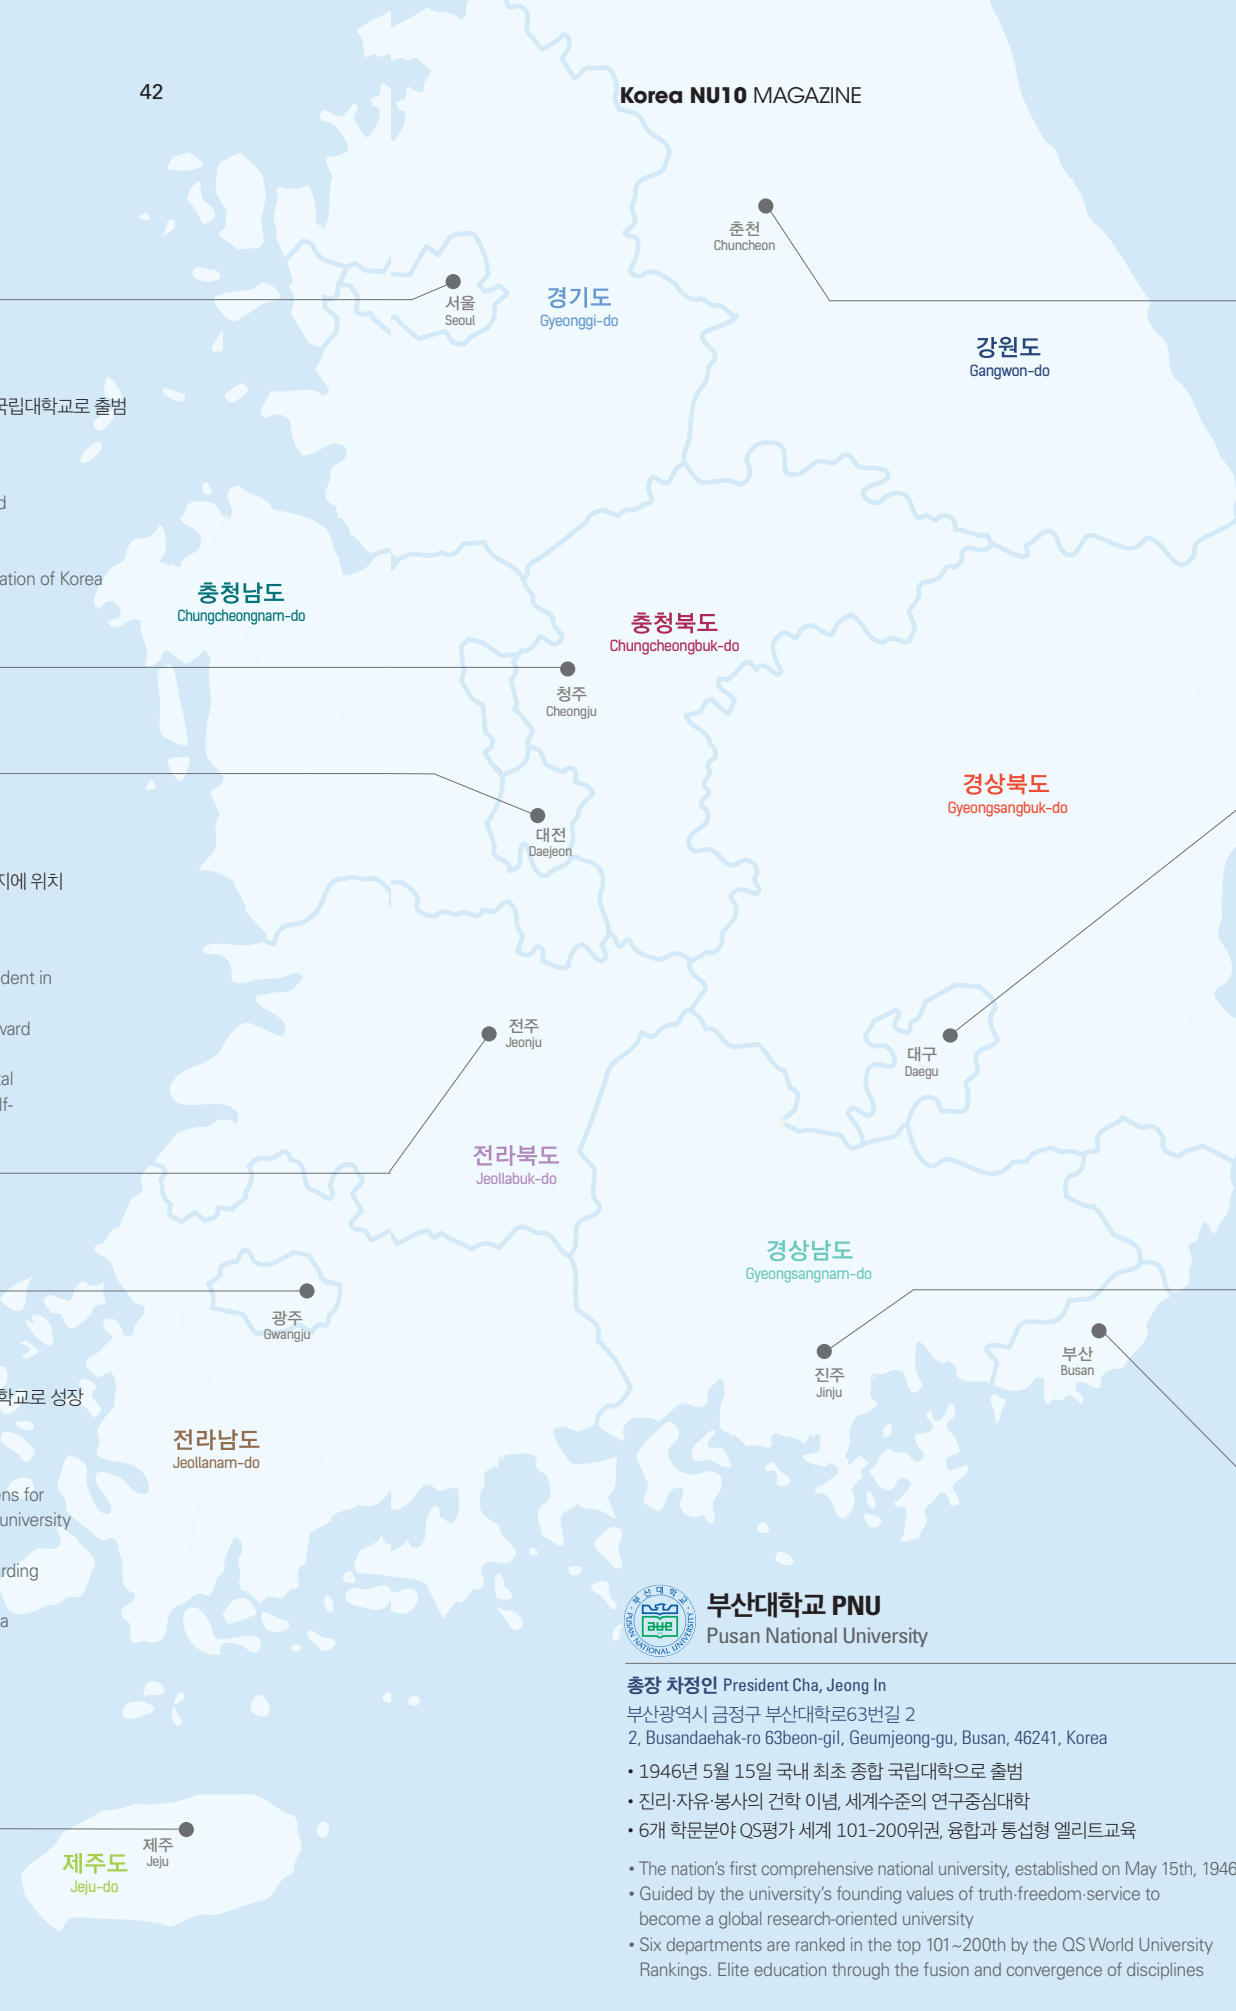 42
Korea NU10 MAGAZINE
춘천
Chuncheon
서울
Seoul
경기도
Gyeonggi-do
강원도
Gangwon-do
국립대학교로 출범
d
ation of Korea
충청남도
Chungcheongnam-do
충청북도
Chungcheongbuk-do
청주
Cheongju
경상북도
Gyeongsangbuk-do
대전
Daejeon
지에 위치
dent in
ward
tal
lf-
전주
Jeonju
대구
Daegu
전라북도
Jeollabuk-do
경상남도
Gyeongsangnam-do
광주
Gwangju
부산
Busan
진주
Jinju
학교로 성장
전라남도
Jeollanam-do
ens for
university
rding
a
부산대학교
PUSAN NATIONAL UNIVERSITY
부산대학교 PNU
Pusan National University
총장 차정인 President Cha, Jeong In
부산광역시 금정구 부산대학로63번길 2
2, Busandaehak-ro 63beon-gil, Geumjeong-gu, Busan, 46241, Korea
• 1946년 5월 15일 국내 최초 종합 국립대학으로 출범
• 진리·자유·봉사의 건학 이념, 세계수준의 연구중심대학
• 6개 학문분야 QS평가 세계 101-200위권, 융합과 통섭형 엘리트교육
• The nation's first comprehensive national university, established on May 15th, 1946
• Guided by the university's founding values of truth·freedom·service to
become a global research-oriented university
• Six departments are ranked in the top 101~200th by the QS World University
Rankings. Elite education through the fusion and convergence of disciplines
제주
Jeju
제주도
Jeju-do